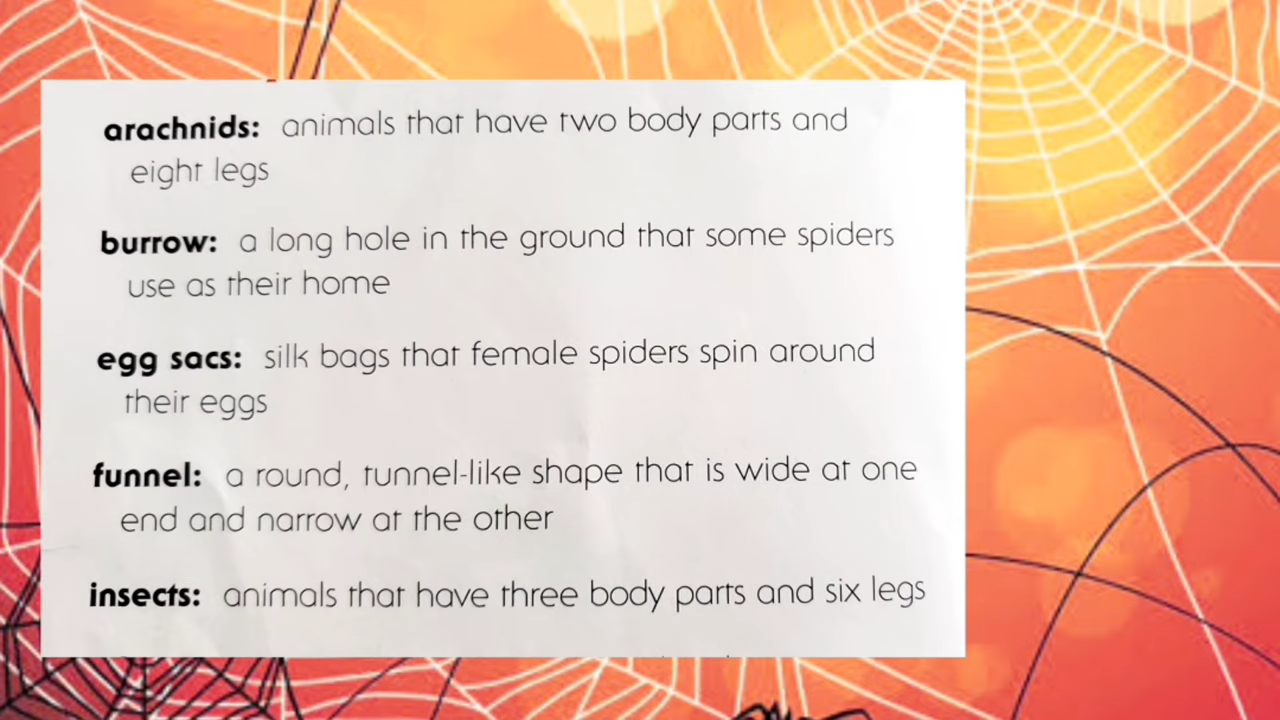 arachnids: animals that have two body parts and
eight legs
burrow: a long hole in the ground that some spiders
use as their home
egg sacs: silk bags that female spiders spin around
their eggs
funnel: a round, tunnel-like shape that is wide at one
end and narrow at the other
insects: animals that have three body parts and six legs